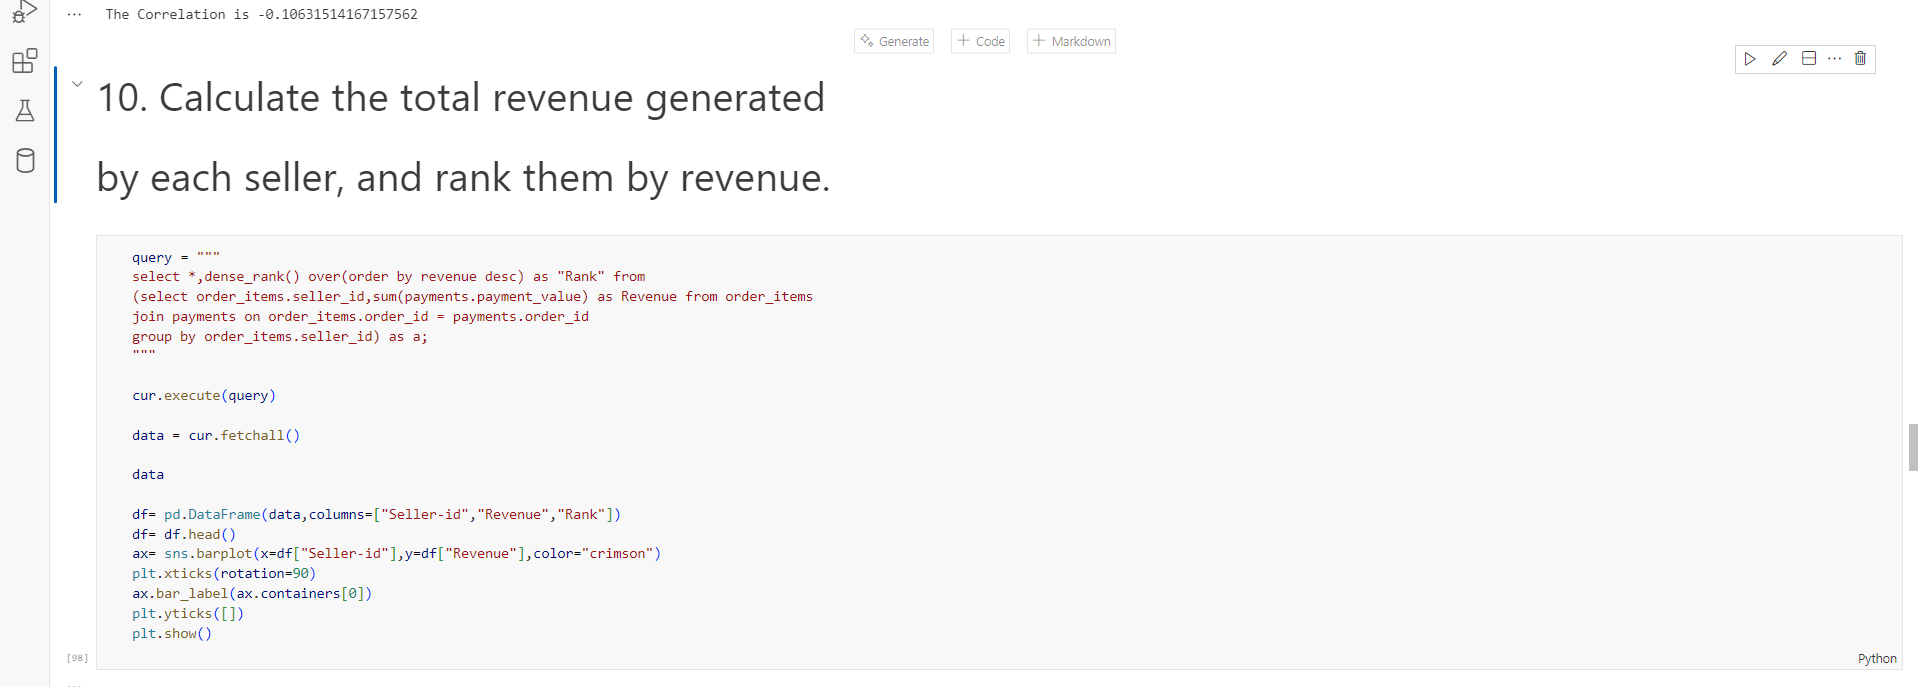 The Correlation is -0.10631514167157562
Generate + Code + Markdown
10. Calculate the total revenue generated
by each seller, and rank them by revenue.
query = """
select *,dense_rank() over(order by revenue desc) as "Rank" from
(select order_items.seller_id,sum(payments.payment_value) as Revenue from order_items
join payments on order_items.order_id = payments.order_id
group by order_items.seller_id) as a;
"""
cur.execute(query)
data = cur.fetchall()
data
df= pd.DataFrame(data,columns=["Seller-id","Revenue","Rank"])
df= df.head()
ax= sns.barplot(x=df["Seller-id"],y=df["Revenue"],color="crimson")
plt.xticks(rotation=90)
ax.bar_label(ax.containers[0])
plt.yticks([])
plt.show()
[98]
Python